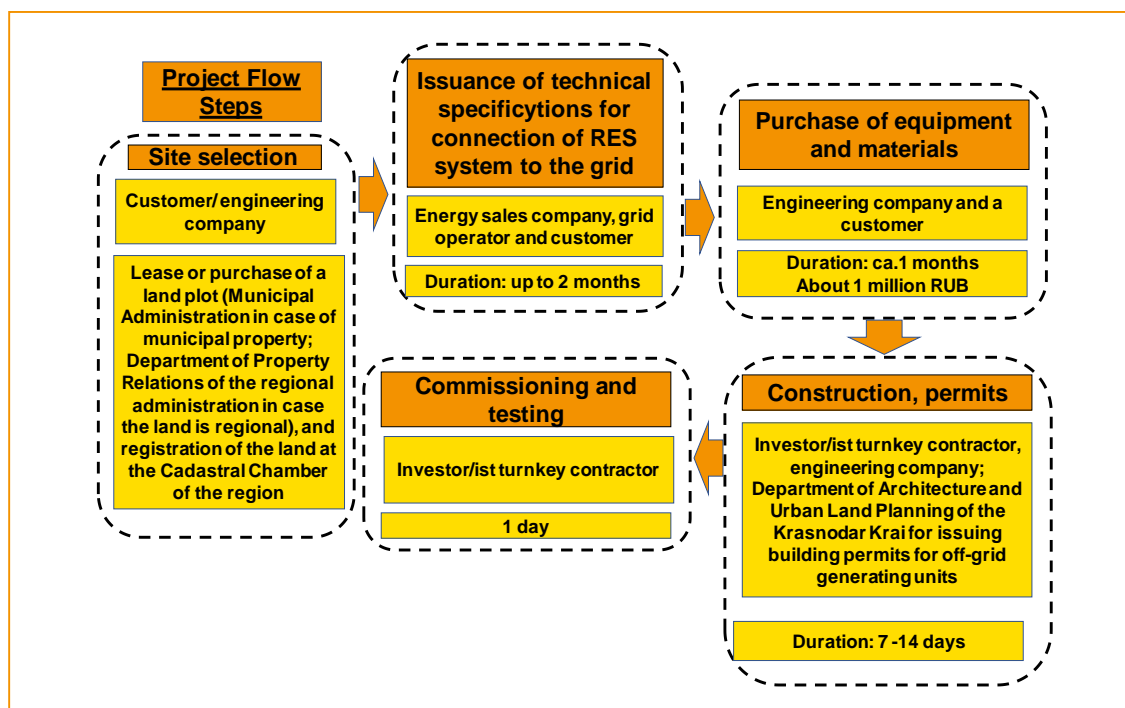 Project Flow
Steps
Site selection
Customer/ engineering
company
Lease or purchase of a
land plot (Municipal
Administration in case of
municipal property;
Department of Property
Relations of the regional
administration in case
the land is regional), and
registration of the land at
the Cadastral Chamber
of the region
Issuance of technical
specificytions for
connection of RES
system to the grid
Energy sales company, grid
operator and customer
Duration: up to 2 months
Purchase of equipment
and materials
Engineering company and a
customer
Duration: ca.1 months
About 1 million RUB
Construction, permits
Investor/ist turnkey contractor,
engineering company;
Department of Architecture and
Urban Land Planning of the
Krasnodar Krai for issuing
building permits for off-grid
generating units
Duration: 7 -14 days
Commissioning and
testing
Investor/ist turnkey contractor
1 day